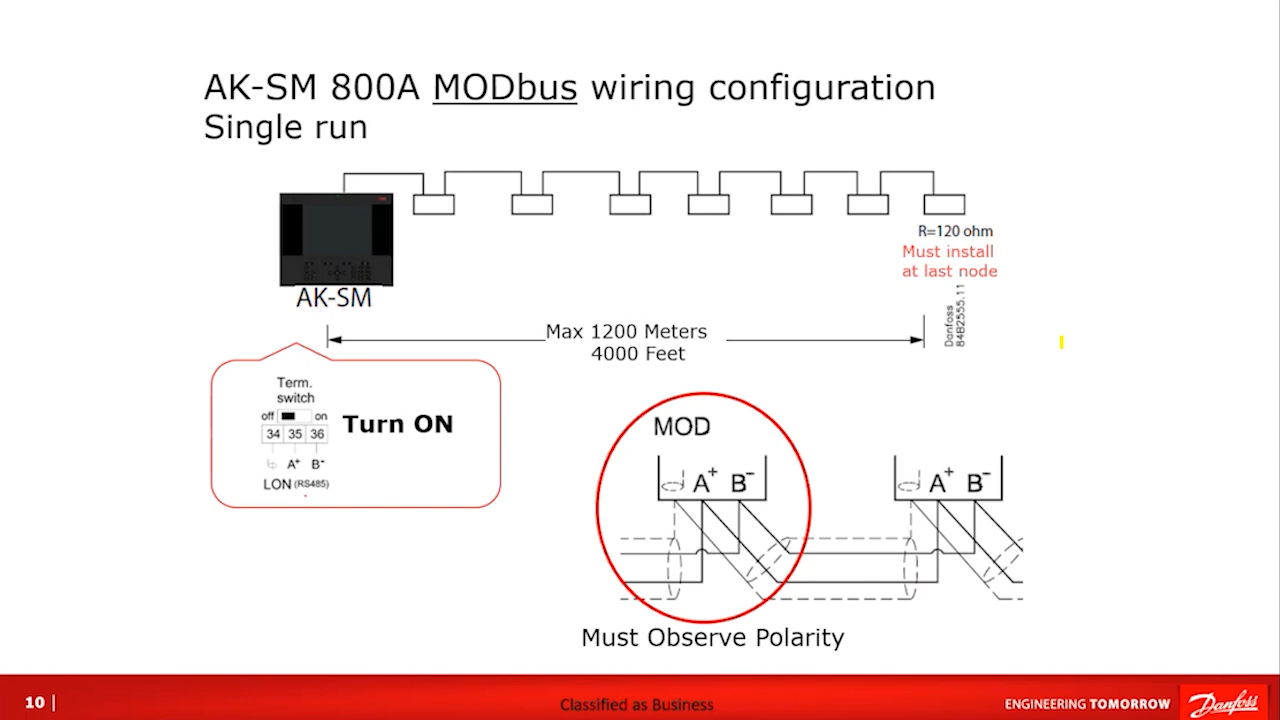 AK-SM 800A MODbus wiring configuration
Single run
AK-SM
R=120 ohm
Must install
at last node
Danfoss
84B2555.11
Max 1200 Meters
4000 Feet
Term.
switch
off on
34 35 36
A+ B-
LON (RS485)
Turn ON
MOD
A+ B-
A+ B-
Must Observe Polarity
10
Classified as Business
ENGINEERING TOMORROW
Danfoss